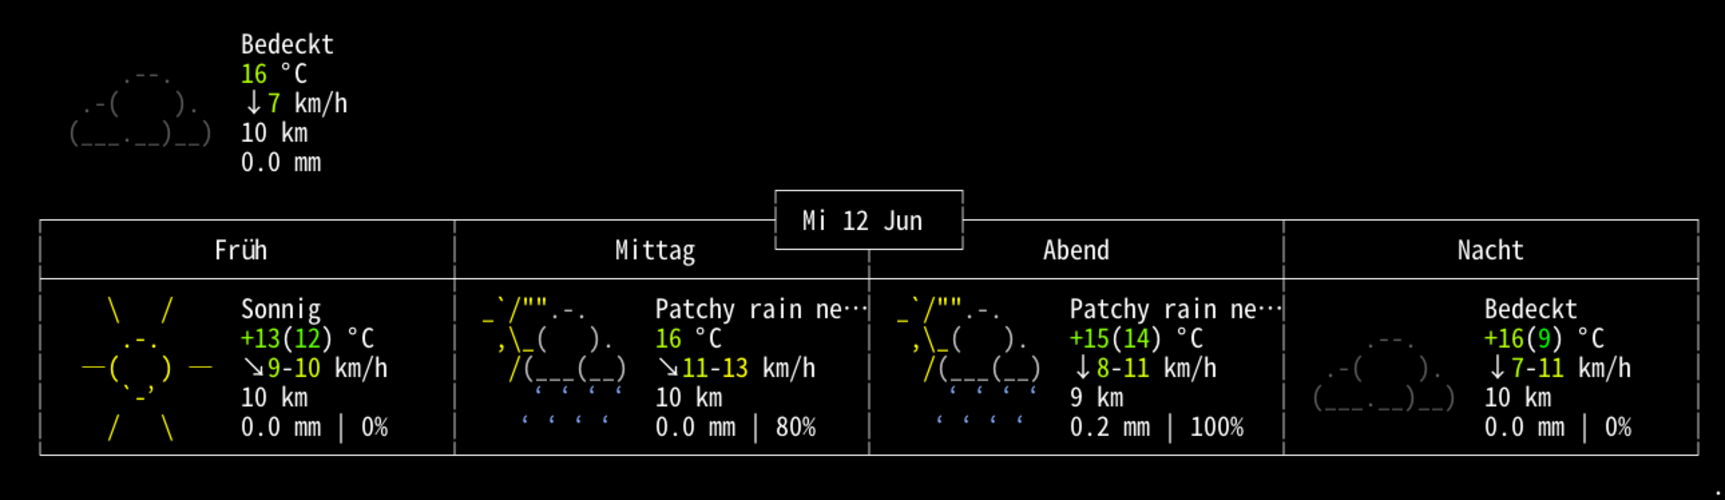 Bedeckt
16 °C
↓7 km/h
10 km
0.0 mm
Mi 12 Jun
Früh Mittag Abend Nacht
Sonnig Patchy rain ne… Patchy rain ne… Bedeckt
+13(12) °C 16 °C +15(14) °C +16(9) °C
↘9-10 km/h ↘11-13 km/h ↓8-11 km/h ↓7-11 km/h
10 km 10 km 9 km 10 km
0.0 mm | 0% 0.0 mm | 80% 0.2 mm | 100% 0.0 mm | 0%